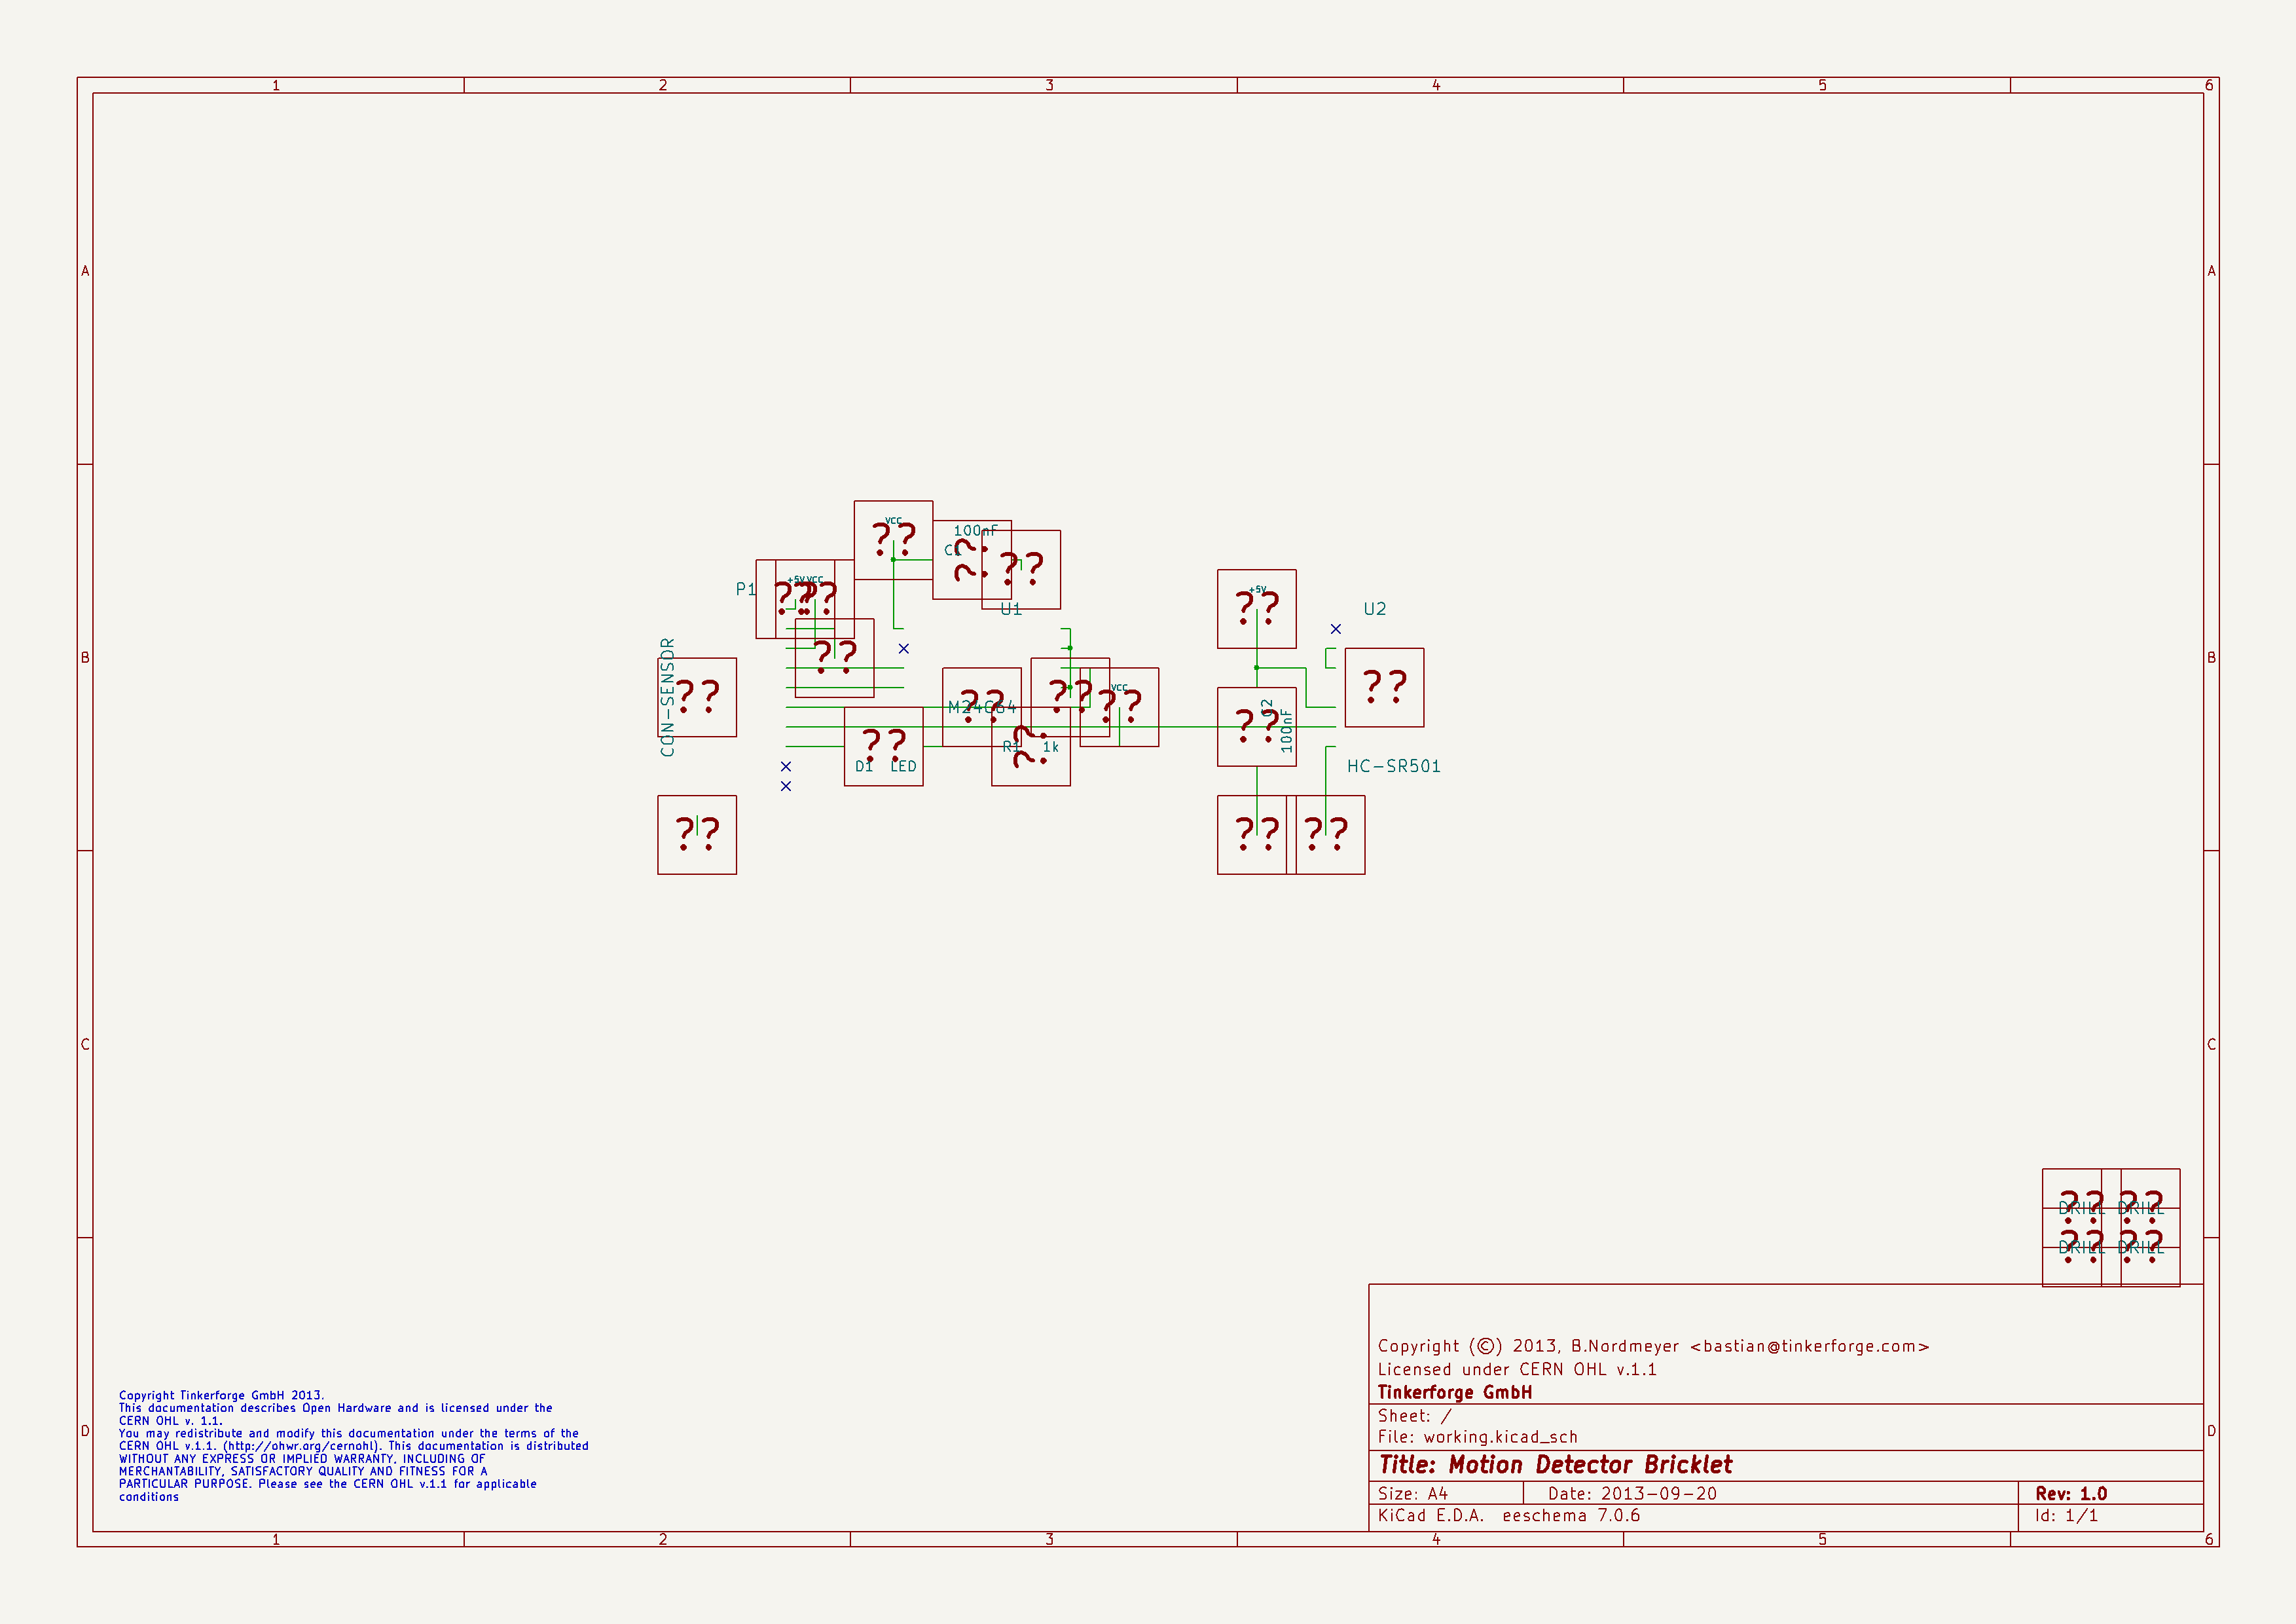 1 2 3 4 5 6
A A
VCC
??
100nF
C1
??
??
+5V VCC
?? ??
P1
U1
+5V
??
U2
B B
CON-SENSOR
??
??
??
M24C64
??
VCC
??
??
C2
100nF
??
??
D1 LED
??
R1 1k
HC-SR501
??
??
??
C C
?? ??
DRILL DRILL
?? ??
DRILL DRILL
Copyright Tinkerforge GmbH 2013.
This documentation describes Open Hardware and is licensed under the
CERN OHL v. 1.1.
You may redistribute and modify this documentation under the terms of the
CERN OHL v.1.1. (http://ohwr.org/cernohl). This documentation is distributed
WITHOUT ANY EXPRESS OR IMPLIED WARRANTY, INCLUDING OF
MERCHANTABILITY, SATISFACTORY QUALITY AND FITNESS FOR A
PARTICULAR PURPOSE. Please see the CERN OHL v.1.1 for applicable
conditions
D D
Copyright (©) 2013, B.Nordmeyer <bastian@tinkerforge.com>
Licensed under CERN OHL v.1.1
Tinkerforge GmbH
Sheet: /
File: working.kicad_sch
Title: Motion Detector Bricklet
Size: A4 Date: 2013-09-20 Rev: 1.0
KiCad E.D.A. eeschema 7.0.6 Id: 1/1
1 2 3 4 5 6